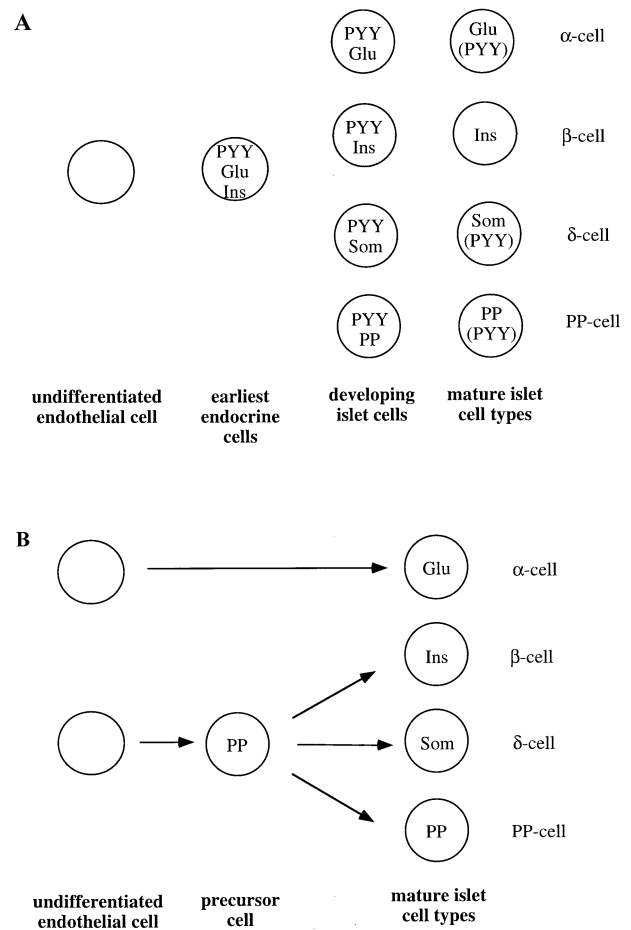 A
PYY
Glu
Glu
(PYY)
α-cell
PYY
Glu
Ins
PYY
Ins
Ins
β-cell
PYY
Som
Som
(PYY)
δ-cell
PYY
PP
PP
(PYY)
PP-cell
undifferentiated
endothelial cell
earliest
endocrine
cells
developing
islet cells
mature islet
cell types
B
Glu
α-cell
Ins
β-cell
PP
Som
δ-cell
PP
PP-cell
undifferentiated
endothelial cell
precursor
cell
mature islet
cell types